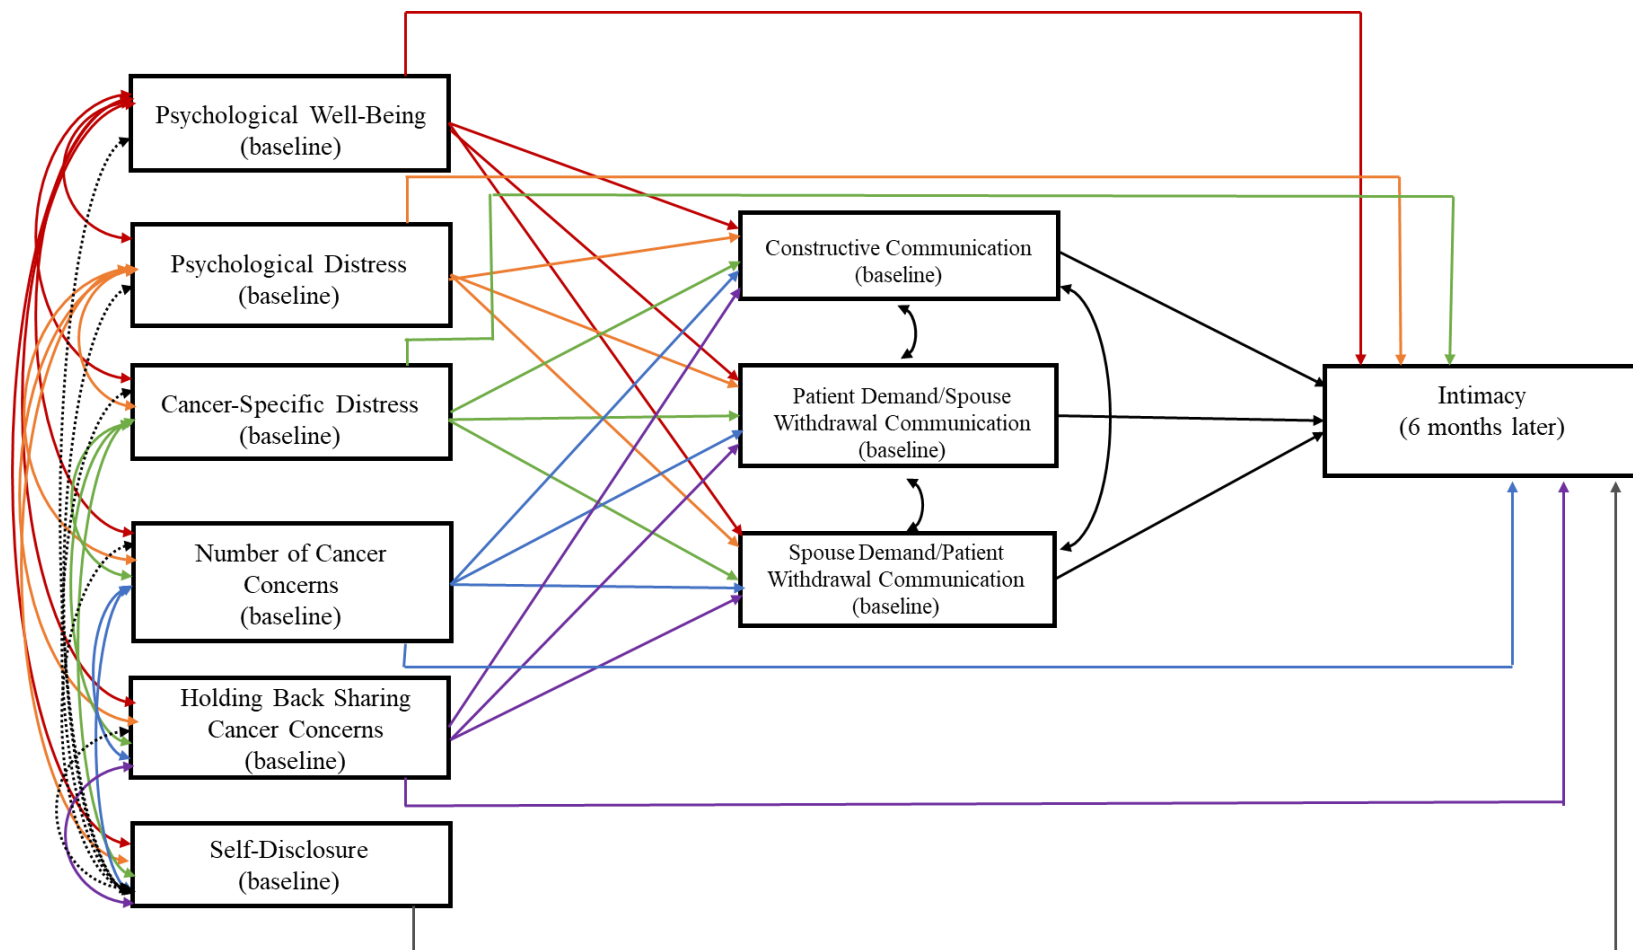 Psychological Well-Being
(baseline)
Psychological Distress
(baseline)
Cancer-Specific Distress
(baseline)
Number of Cancer
Concerns
(baseline)
Holding Back Sharing
Cancer Concerns
(baseline)
Self-Disclosure
(baseline)
Constructive Communication
(baseline)
Patient Demand/Spouse
Withdrawal Communication
(baseline)
Spouse Demand/Patient
Withdrawal Communication
(baseline)
Intimacy
(6 months later)